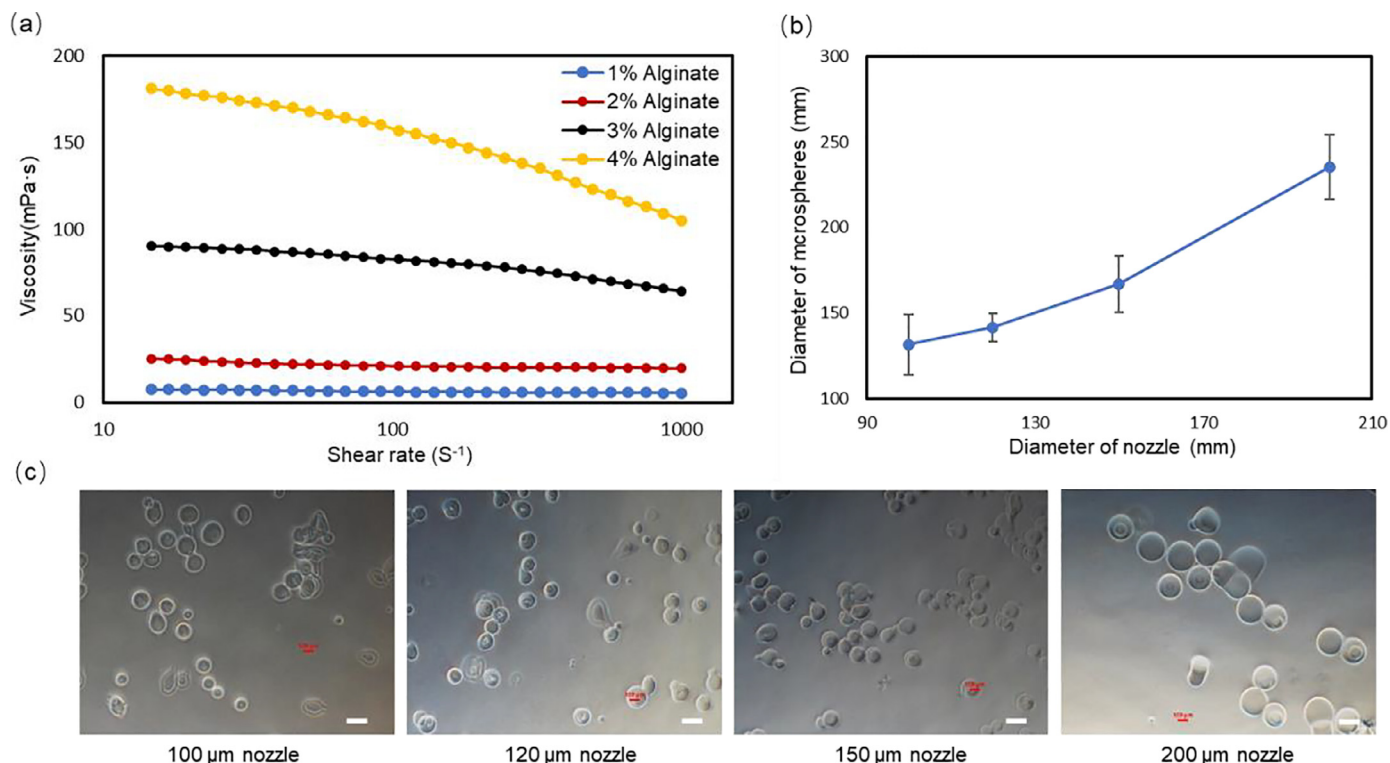 (a)
200
150
100
50
0
10
100
1000
Viscosity(mPa·s)
Shear rate (S-1)
1% Alginate
2% Alginate
3% Alginate
4% Alginate
(b)
300
250
200
150
100
90
130
170
210
Diameter of mcrospheres (mm)
Diameter of nozzle (mm)
(c)
100 μm nozzle
120 μm nozzle
150 μm nozzle
200 μm nozzle